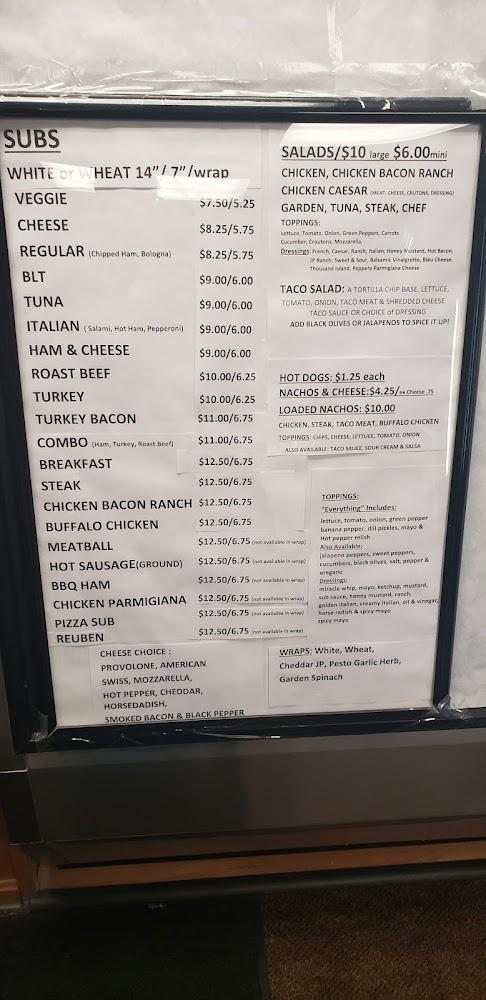 SUBS
WHITE or WHEAT 14"/ 7"/wrap
VEGGIE $7.50/5.25
CHEESE $8.25/5.75
REGULAR (Chipped Ham, Bologna) $8.25/5.75
BLT $9.00/6.00
TUNA $9.00/6.00
ITALIAN ( Salami, Hot Ham, Pepperoni) $9.00/6.00
HAM & CHEESE $9.00/6.00
ROAST BEEF $10.00/6.25
TURKEY $10.00/6.25
TURKEY BACON $11.00/6.75
COMBO (Ham, Turkey, Roast Beef) $11.00/6.75
BREAKFAST $12.50/6.75
STEAK $12.50/6.75
CHICKEN BACON RANCH $12.50/6.75
BUFFALO CHICKEN $12.50/6.75
MEATBALL $12.50/6.75 (not available in wrap)
HOT SAUSAGE(GROUND) $12.50/6.75 (not available in wrap)
BBQ HAM $12.50/6.75 (not available in wrap)
CHICKEN PARMIGIANA $12.50/6.75 (not available in wrap)
PIZZA SUB $12.50/6.75 (not available in wrap)
REUBEN $12.50/6.75 (not available in wrap)
CHEESE CHOICE :
PROVOLONE, AMERICAN
SWISS, MOZZARELLA,
HOT PEPPER, CHEDDAR,
HORSEDADISH,
SMOKED BACON & BLACK PEPPER
SALADS/$10 large $6.00mini
CHICKEN, CHICKEN BACON RANCH
CHICKEN CAESAR (MEAT, CHEESE, CRUTONS, DRESSING)
GARDEN, TUNA, STEAK, CHEF
TOPPINGS:
Lettuce, Tomato, Onion, Green Peppers, Carrots
Cucumber, Croutons, Mozzarella,
Dressings: French, Caesar, Ranch, Italian, Honey Mustard, Hot Bacon,
JP Ranch, Sweet & Sour, Balsamic Vinaigrette, Bleu Cheese,
Thousand Island, Peppery Parmigiana Cheese
TACO SALAD: A TORTILLA CHIP BASE, LETTUCE,
TOMATO, ONION, TACO MEAT & SHREDDED CHEESE
TACO SAUCE OR CHOICE of DRESSING
ADD BLACK OLIVES OR JALAPENOS TO SPICE IT UP!
HOT DOGS: $1.25 each
NACHOS & CHEESE:$4.25/ex Cheese .75
LOADED NACHOS: $10.00
CHICKEN, STEAK, TACO MEAT, BUFFALO CHICKEN
TOPPINGS: CHIPS, CHEESE, LETTUCE, TOMATO, ONION
ALSO AVAILABLE: TACO SAUCE, SOUR CREAM & SALSA
TOPPINGS:
"Everything" Includes:
lettuce, tomato, onion, green pepper
banana pepper, dill pickles, mayo &
Hot pepper relish
Also Available:
jalapeno peppers, sweet peppers,
cucumbers, black olives, salt, pepper &
oregano
Dressings:
miracle whip, mayo, ketchup, mustard,
sub sauce, honey mustard, ranch,
golden italian, creamy italian, oil & vinegar,
horse radish & spicy mayo
spicy mayo
WRAPS: White, Wheat,
Cheddar JP, Pesto Garlic Herb,
Garden Spinach